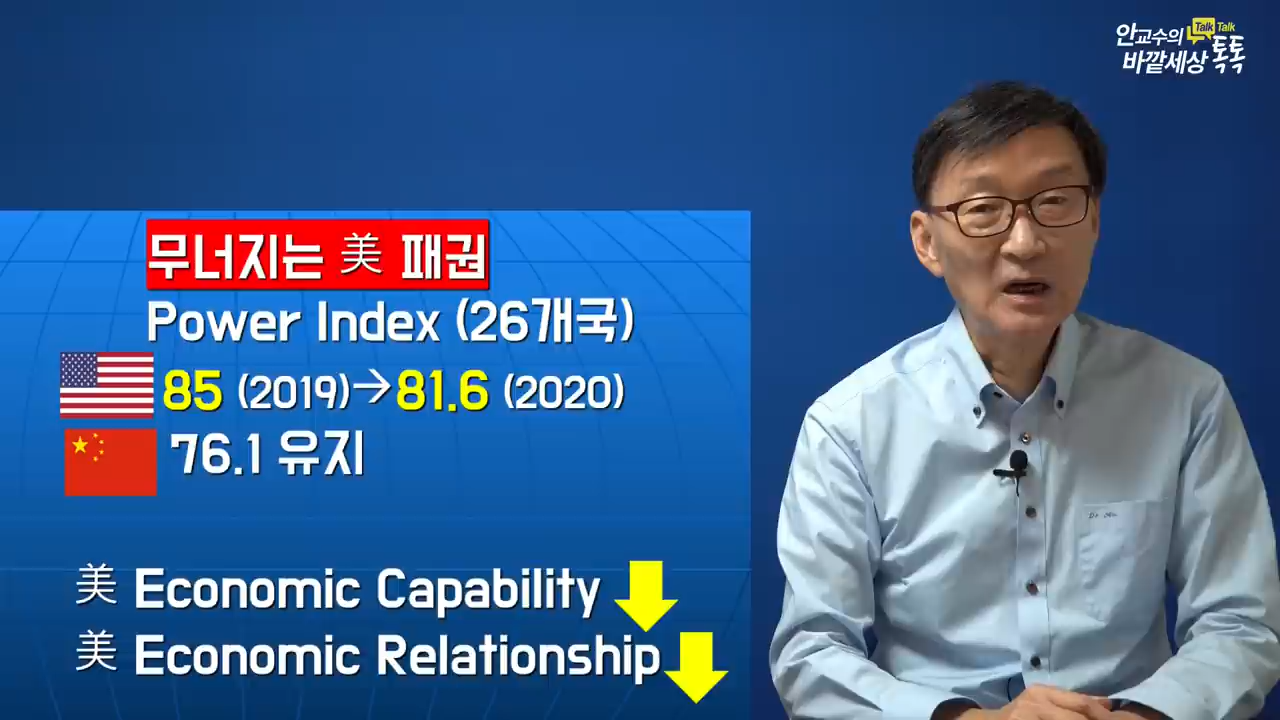 안교수의 Talk Talk
바깥세상 톡톡
무너지는 美 패권
Power Index (26개국)
85 (2019)→81.6 (2020)
76.1 유지
美 Economic Capability
美 Economic Relationship